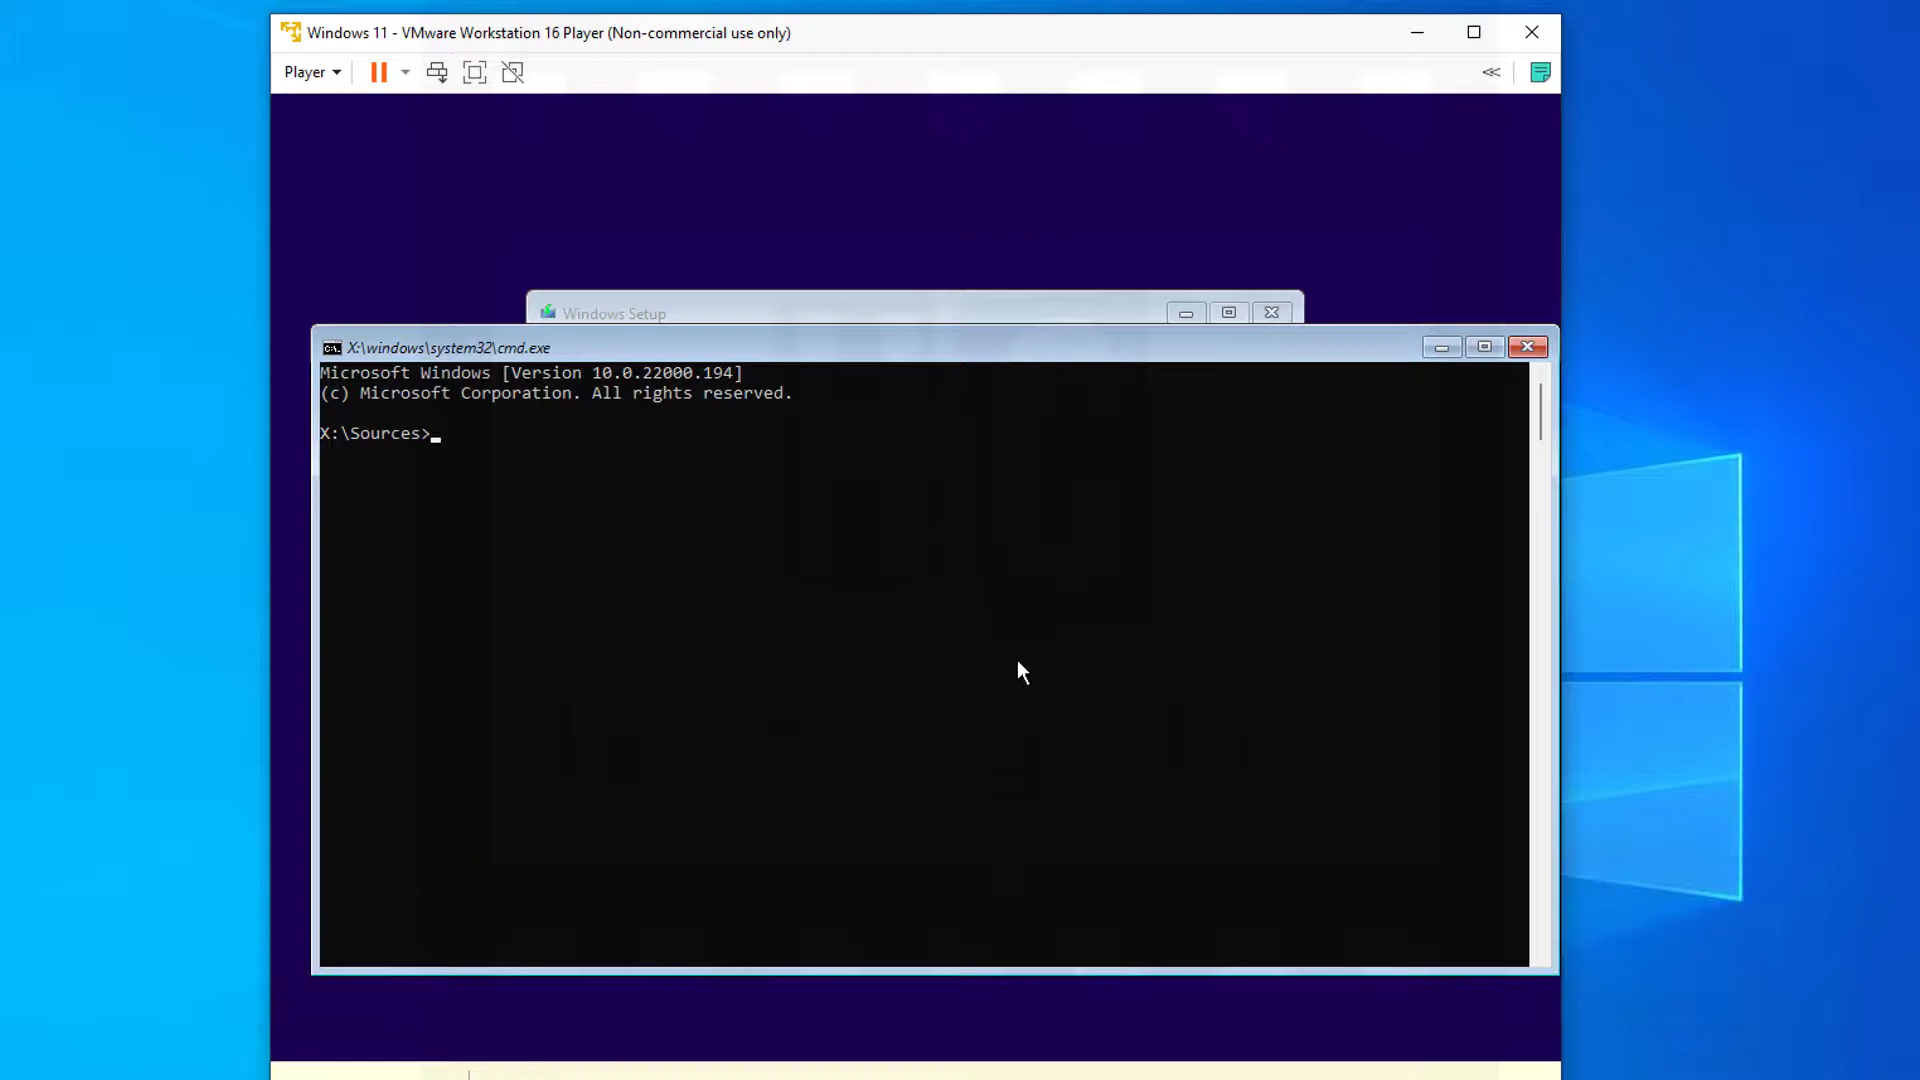 Windows 11 - VMware Workstation 16 Player (Non-commercial use only)
Player
Windows Setup
X:\windows\system32\cmd.exe
Microsoft Windows [Version 10.0.22000.194]
(c) Microsoft Corporation. All rights reserved.
X:\Sources>